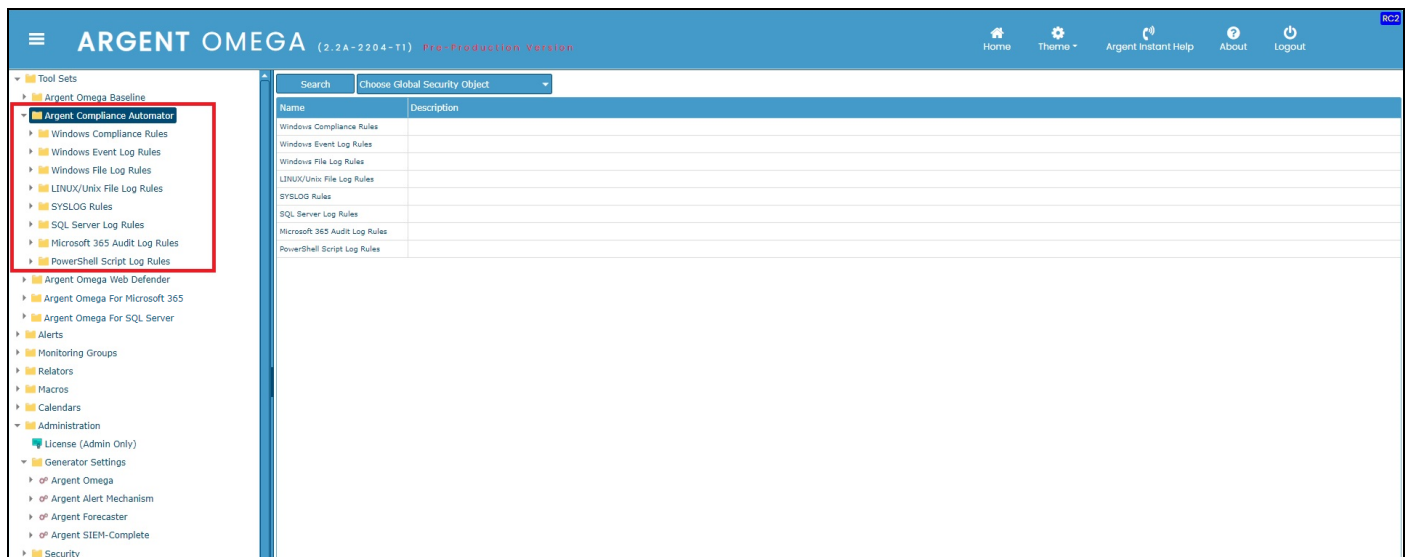 RC2
ARGENT OMEGA (2.2A-2204-T1) Pre-Production Version
Home Theme Argent Instant Help About Logout
Tool Sets
Argent Omega Baseline
Argent Compliance Automator
Windows Compliance Rules
Windows Event Log Rules
Windows File Log Rules
LINUX/Unix File Log Rules
SYSLOG Rules
SQL Server Log Rules
Microsoft 365 Audit Log Rules
PowerShell Script Log Rules
Argent Omega Web Defender
Argent Omega For Microsoft 365
Argent Omega For SQL Server
Alerts
Monitoring Groups
Relators
Macros
Calendars
Administration
License (Admin Only)
Generator Settings
Argent Omega
Argent Alert Mechanism
Argent Forecaster
Argent SIEM-Complete
Security
Search Choose Global Security Object
Name Description
Windows Compliance Rules
Windows Event Log Rules
Windows File Log Rules
LINUX/Unix File Log Rules
SYSLOG Rules
SQL Server Log Rules
Microsoft 365 Audit Log Rules
PowerShell Script Log Rules